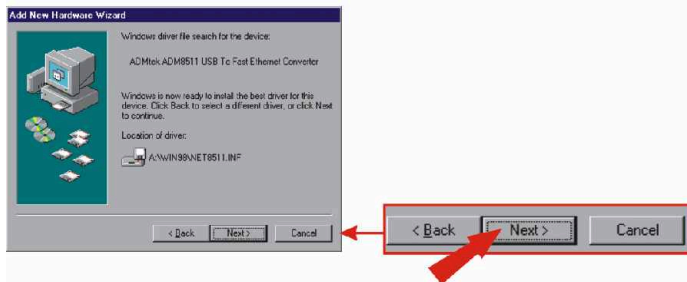 Add New Hardware Wizard
Windows driver file search for the device:
ADMtek ADM8511 USB To Fast Ethernet Converter
Windows is now ready to install the best driver for this
device. Click Back to select a different driver, or click Next
to continue.
Location of driver:
A:\WIN98\NET8511.INF
< Back Next > Cancel
< Back Next > Cancel